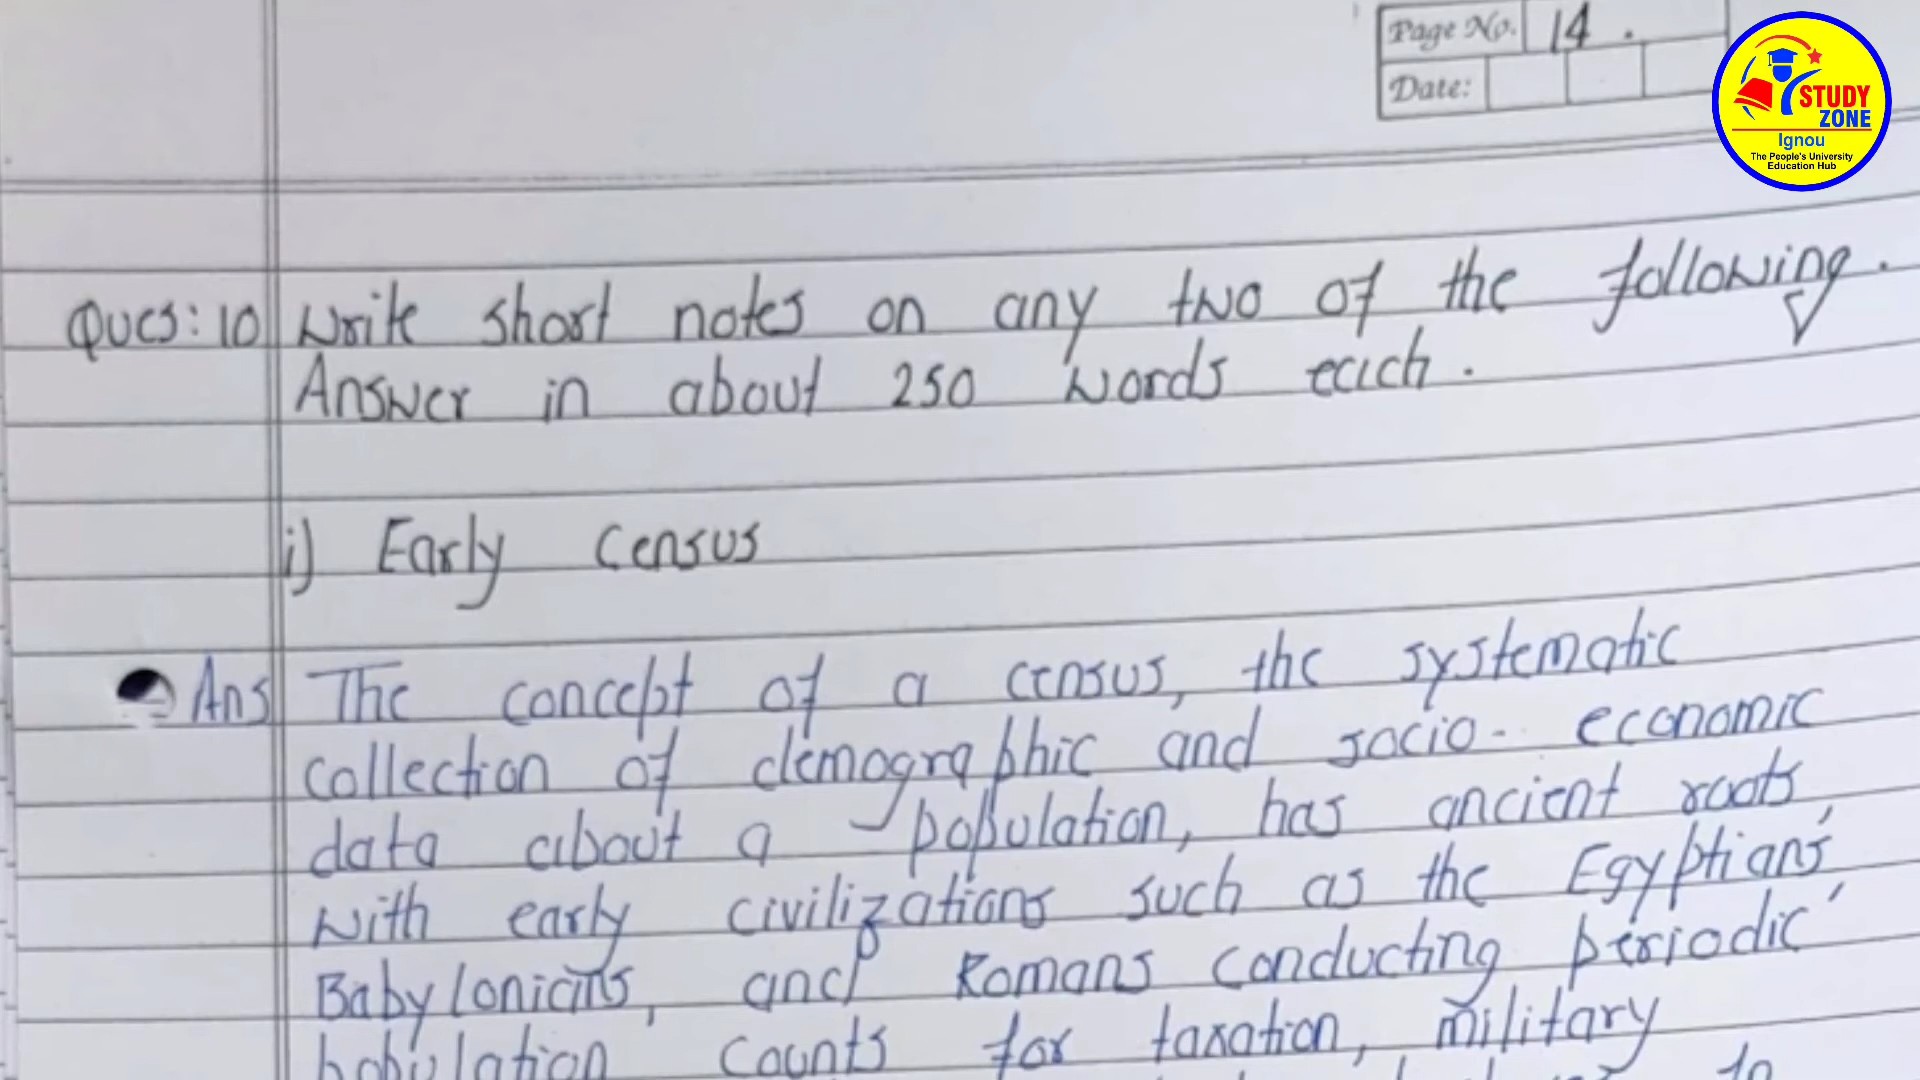 Page No. 14.
Date:
STUDY
ZONE
Ignou
The People's University
Education Hub
Ques: 10 Write short notes on any two of the following.
Answer in about 250 words each.
i) Early Census
Ans The concept of a census, the systematic
collection of demographic and socio- economic
data about a population, has ancient roots,
with early civilizations such as the Egyptians,
Babylonians, and Romans conducting periodic
population counts for taxation, military
to